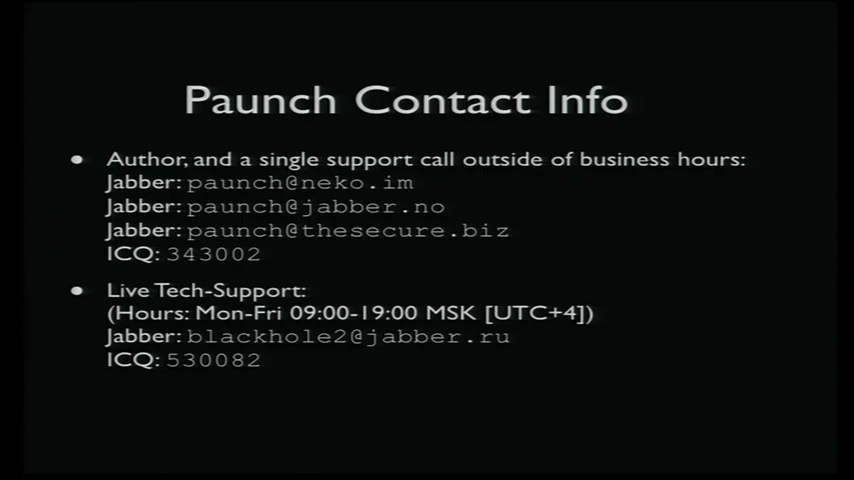 Paunch Contact Info
• Author, and a single support call outside of business hours:
Jabber: paunch@neko.im
Jabber: paunch@jabber.no
Jabber: paunch@thesecure.biz
ICQ: 343002
• Live Tech-Support:
(Hours: Mon-Fri 09:00-19:00 MSK [UTC+4])
Jabber: blackhole2@jabber.ru
ICQ: 530082